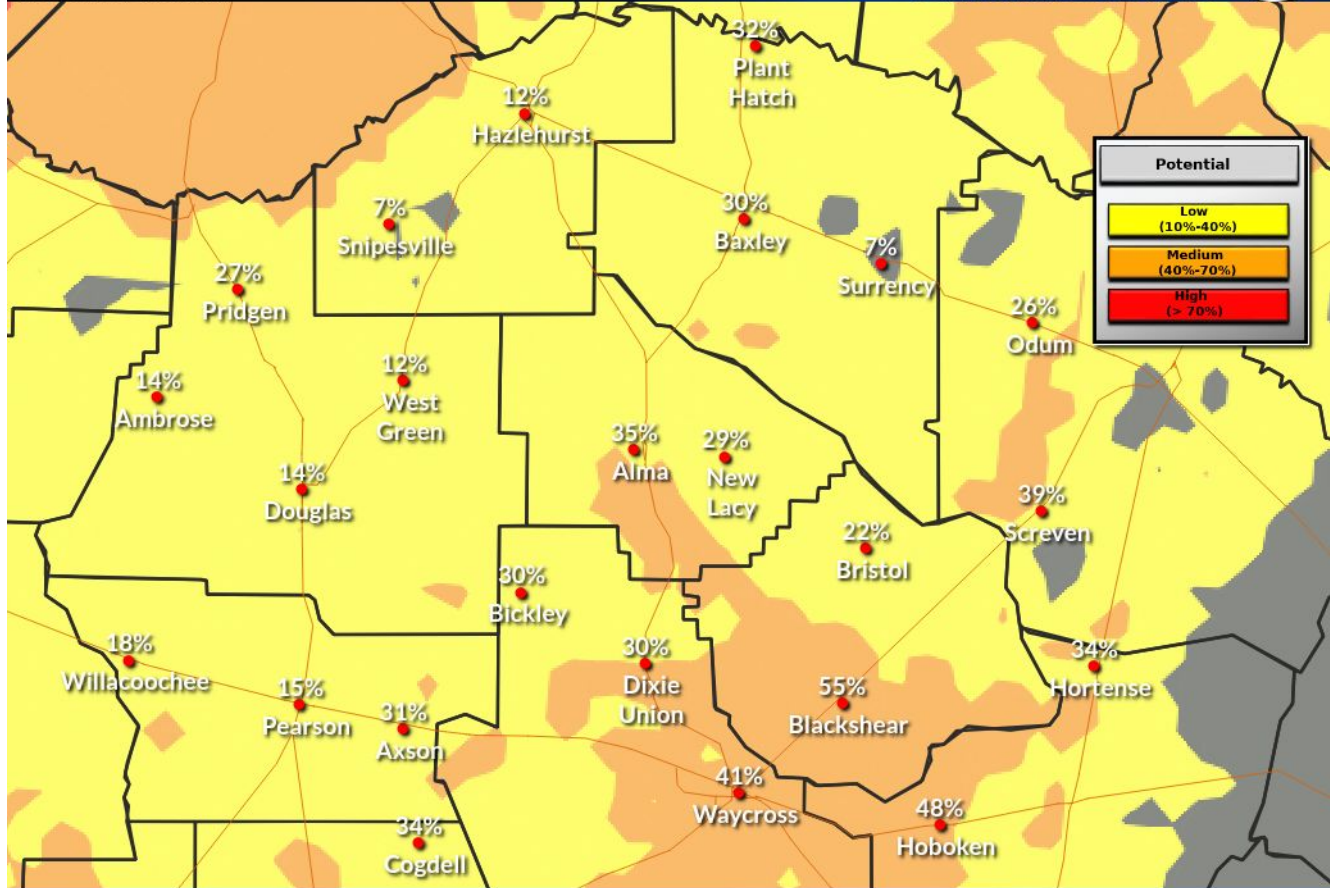 32%
Plant
Hatch
12%
Hazlehurst
Potential
Low
(10%-40%)
Medium
(40%-70%)
High
(> 70%)
7%
Snipesville
30%
Baxley
7%
Surrency
27%
Pridgen
26%
Odum
14%
Ambrose
12%
West
Green
35%
Alma
29%
New
Lacy
14%
Douglas
39%
Screven
22%
Bristol
30%
Bickley
18%
Willacoochee
30%
Dixie
Union
34%
Hortense
15%
Pearson
31%
Axson
55%
Blackshear
41%
Waycross
48%
Hoboken
34%
Cogdell